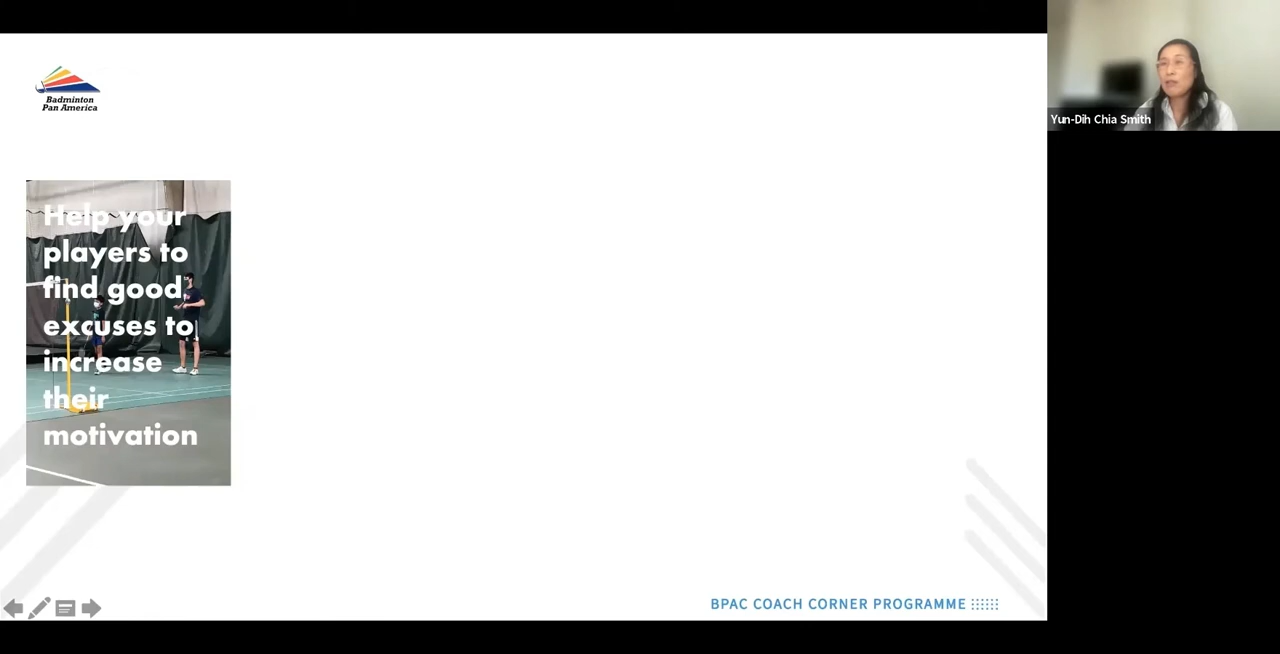 Badminton
Pan America
Yun-Dih Chia Smith
Help your
players to
find good
excuses to
increase
their
motivation
BPAC COACH CORNER PROGRAMME